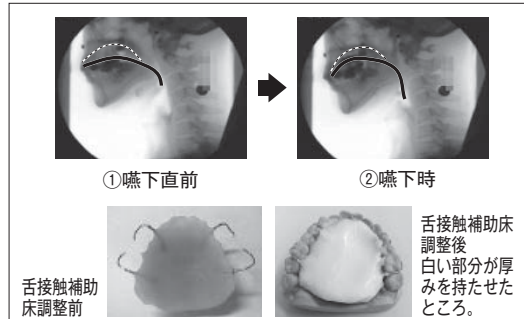 ①嚥下直前
②嚥下時
舌接触補助
床調整前
舌接触補助床
調整後
白い部分が厚
みを持たせた
ところ。